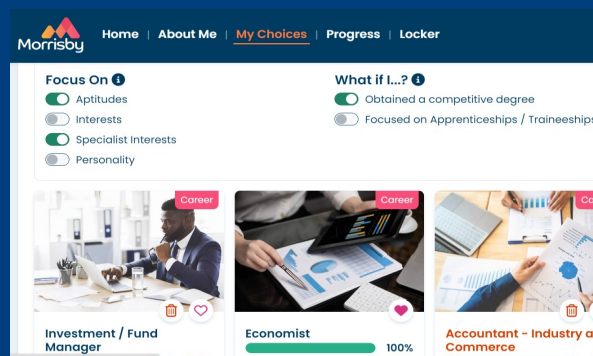 Morrisby
Home | About Me | My Choices | Progress | Locker
Focus On
Aptitudes
Interests
Specialist Interests
Personality
What if I...?
Obtained a competitive degree
Focused on Apprenticeships / Traineeships
Career
Investment / Fund
Manager
Career
Economist
100%
Ca
Accountant - Industry a
Commerce